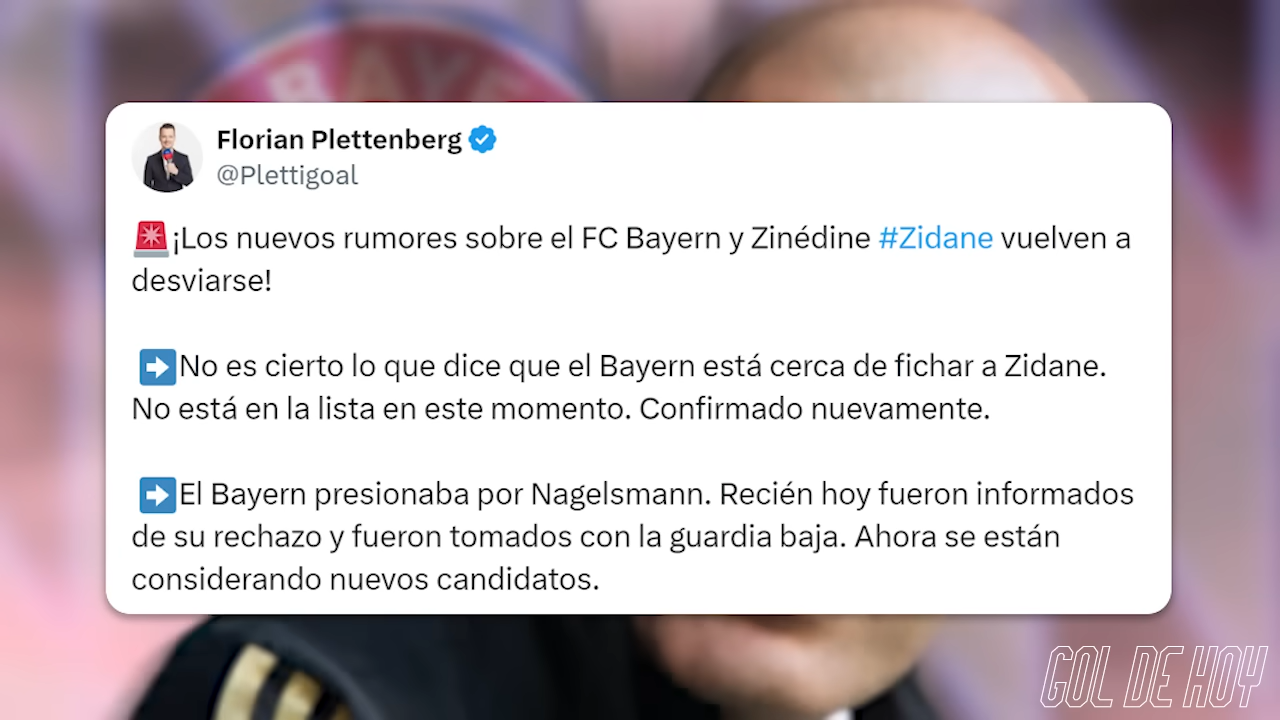 BAYE
Florian Plettenberg
@Plettigoal
🚨¡Los nuevos rumores sobre el FC Bayern y Zinédine #Zidane vuelven a
desviarse!
➡️No es cierto lo que dice que el Bayern está cerca de fichar a Zidane.
No está en la lista en este momento. Confirmado nuevamente.
➡️El Bayern presionaba por Nagelsmann. Recién hoy fueron informados
de su rechazo y fueron tomados con la guardia baja. Ahora se están
considerando nuevos candidatos.
GOL DE HOY